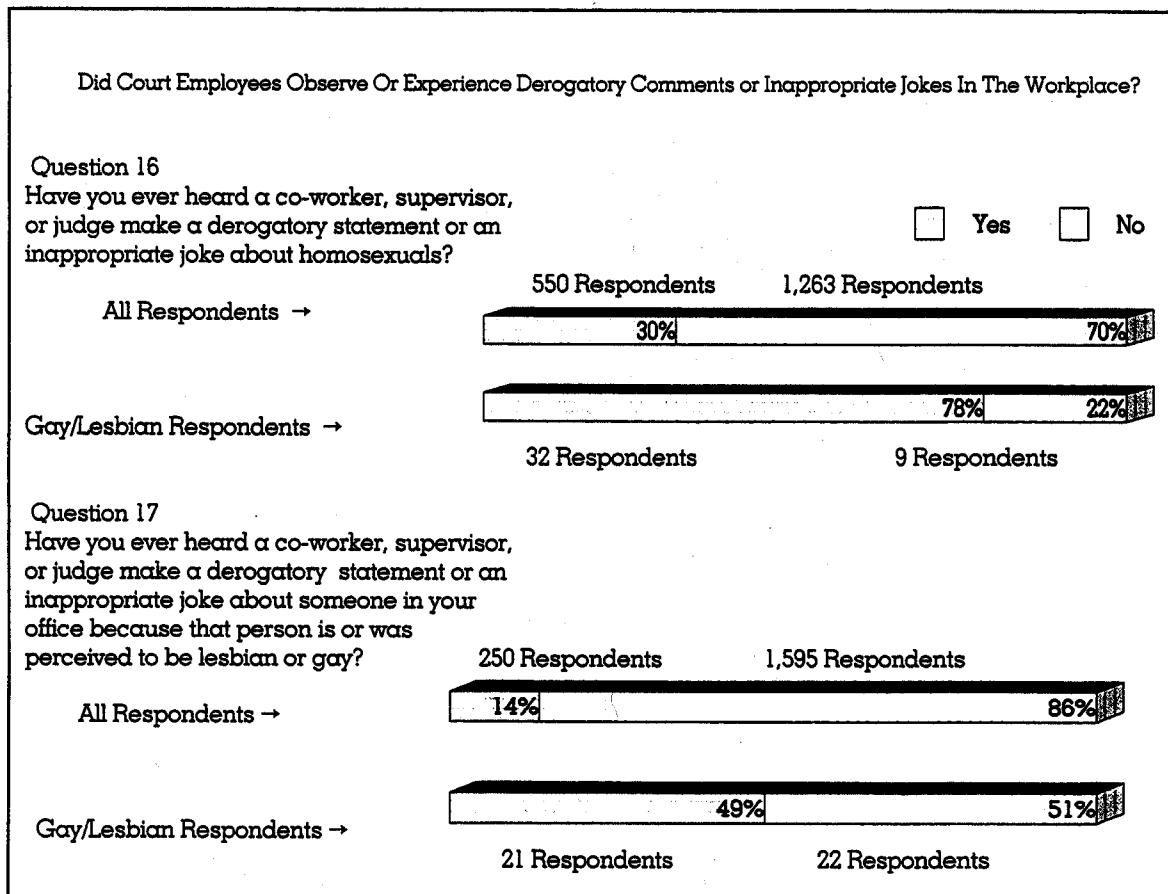 Did Court Employees Observe Or Experience Derogatory Comments or Inappropriate Jokes In The Workplace?
Question 16
Have you ever heard a co-worker, supervisor,
or judge make a derogatory statement or an
inappropriate joke about homosexuals?
Yes No
550 Respondents 1,263 Respondents
All Respondents →
30% 70%
78% 22%
Gay/Lesbian Respondents →
32 Respondents 9 Respondents
Question 17
Have you ever heard a co-worker, supervisor,
or judge make a derogatory statement or an
inappropriate joke about someone in your
office because that person is or was
perceived to be lesbian or gay?
250 Respondents 1,595 Respondents
14% 86%
All Respondents →
49% 51%
Gay/Lesbian Respondents →
21 Respondents 22 Respondents